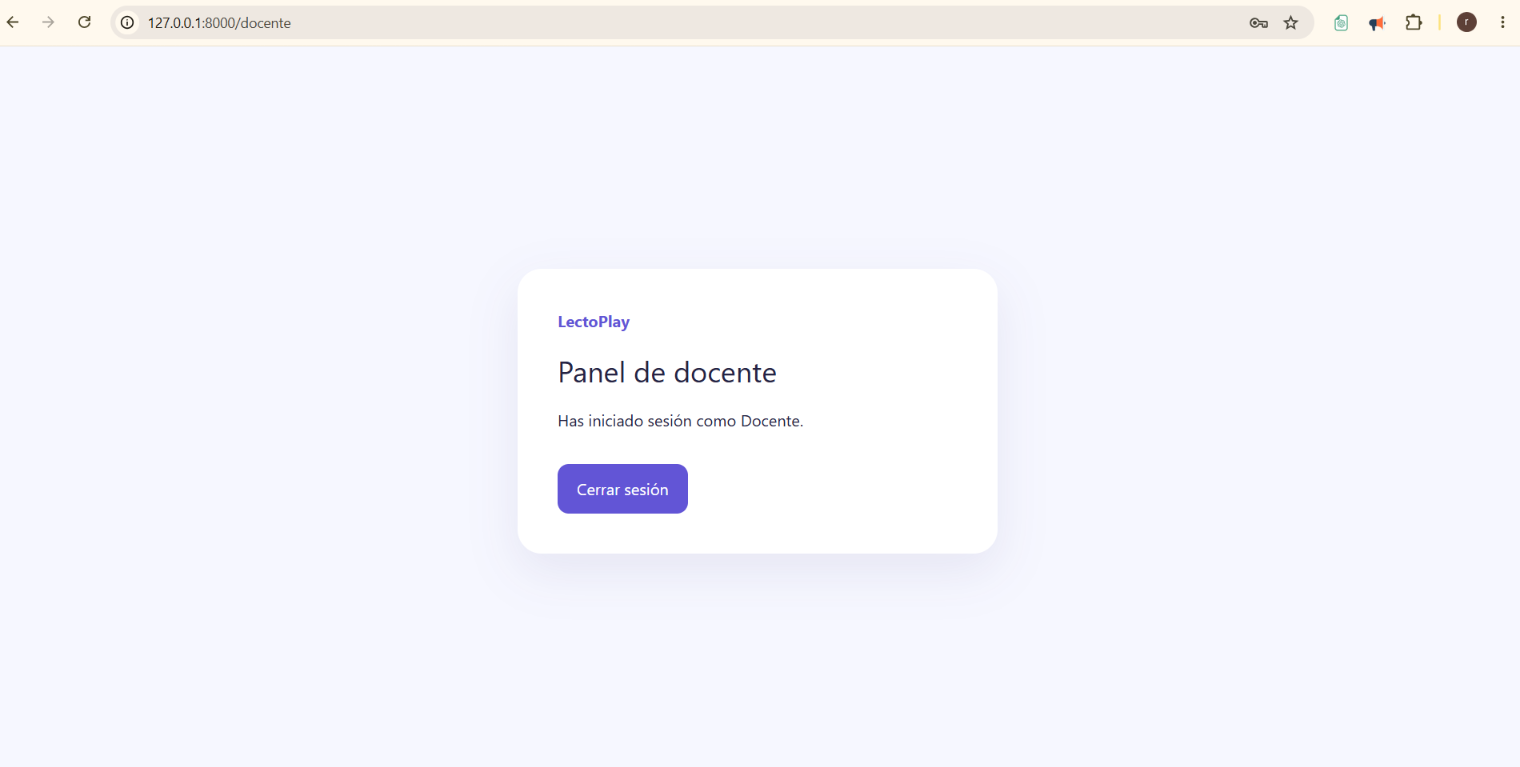 127.0.0.1:8000/docente
r
LectoPlay
Panel de docente
Has iniciado sesión como Docente.
Cerrar sesión